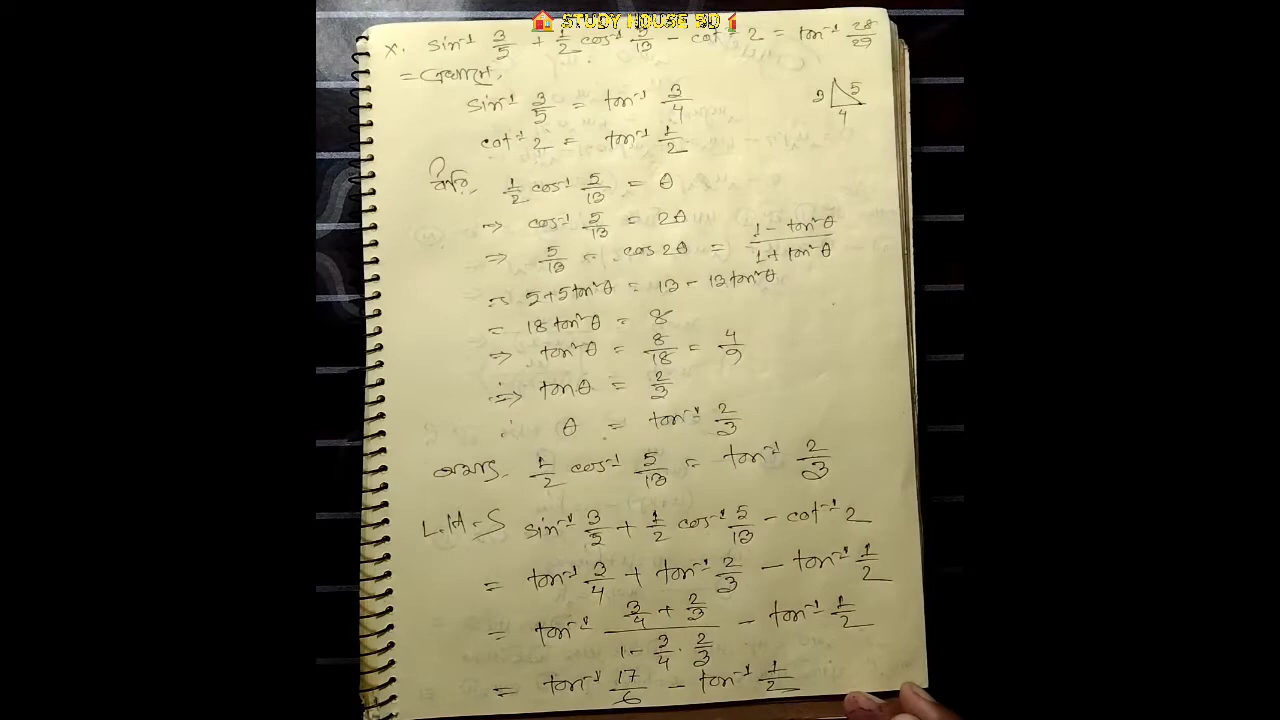 🏠 STUDY HOUSE BD 🕯
x. sin⁻¹ 3/5 + 1/2 cos⁻¹ 5/13 - cot⁻¹ 2 = tan⁻¹ 28/29
= এখানে,
sin⁻¹ 3/5 = tan⁻¹ 3/4
3 5
4
cot⁻¹ 2 = tan⁻¹ 1/2
ধরি, 1/2 cos⁻¹ 5/13 = θ
⇒ cos⁻¹ 5/13 = 2θ
⇒ 5/13 = cos 2θ = (1 - tan²θ)/(1 + tan²θ)
⇒ 5+5tan²θ = 13 - 13tan²θ
= 18 tan²θ = 8
⇒ tan²θ = 8/18 = 4/9
∴⇒ tanθ = 2/3
∴ θ = tan⁻¹ 2/3
1/2 cos⁻¹ 5/13 = tan⁻¹ 2/3
L.H.S sin⁻¹ 3/5 + 1/2 cos⁻¹ 5/13 - cot⁻¹ 2
= tan⁻¹ 3/4 + tan⁻¹ 2/3 - tan⁻¹ 1/2
= tan⁻¹ (3/4 + 2/3)/(1 - 3/4 · 2/3) - tan⁻¹ 1/2
= tan⁻¹ 17/6 - tan⁻¹ 1/2